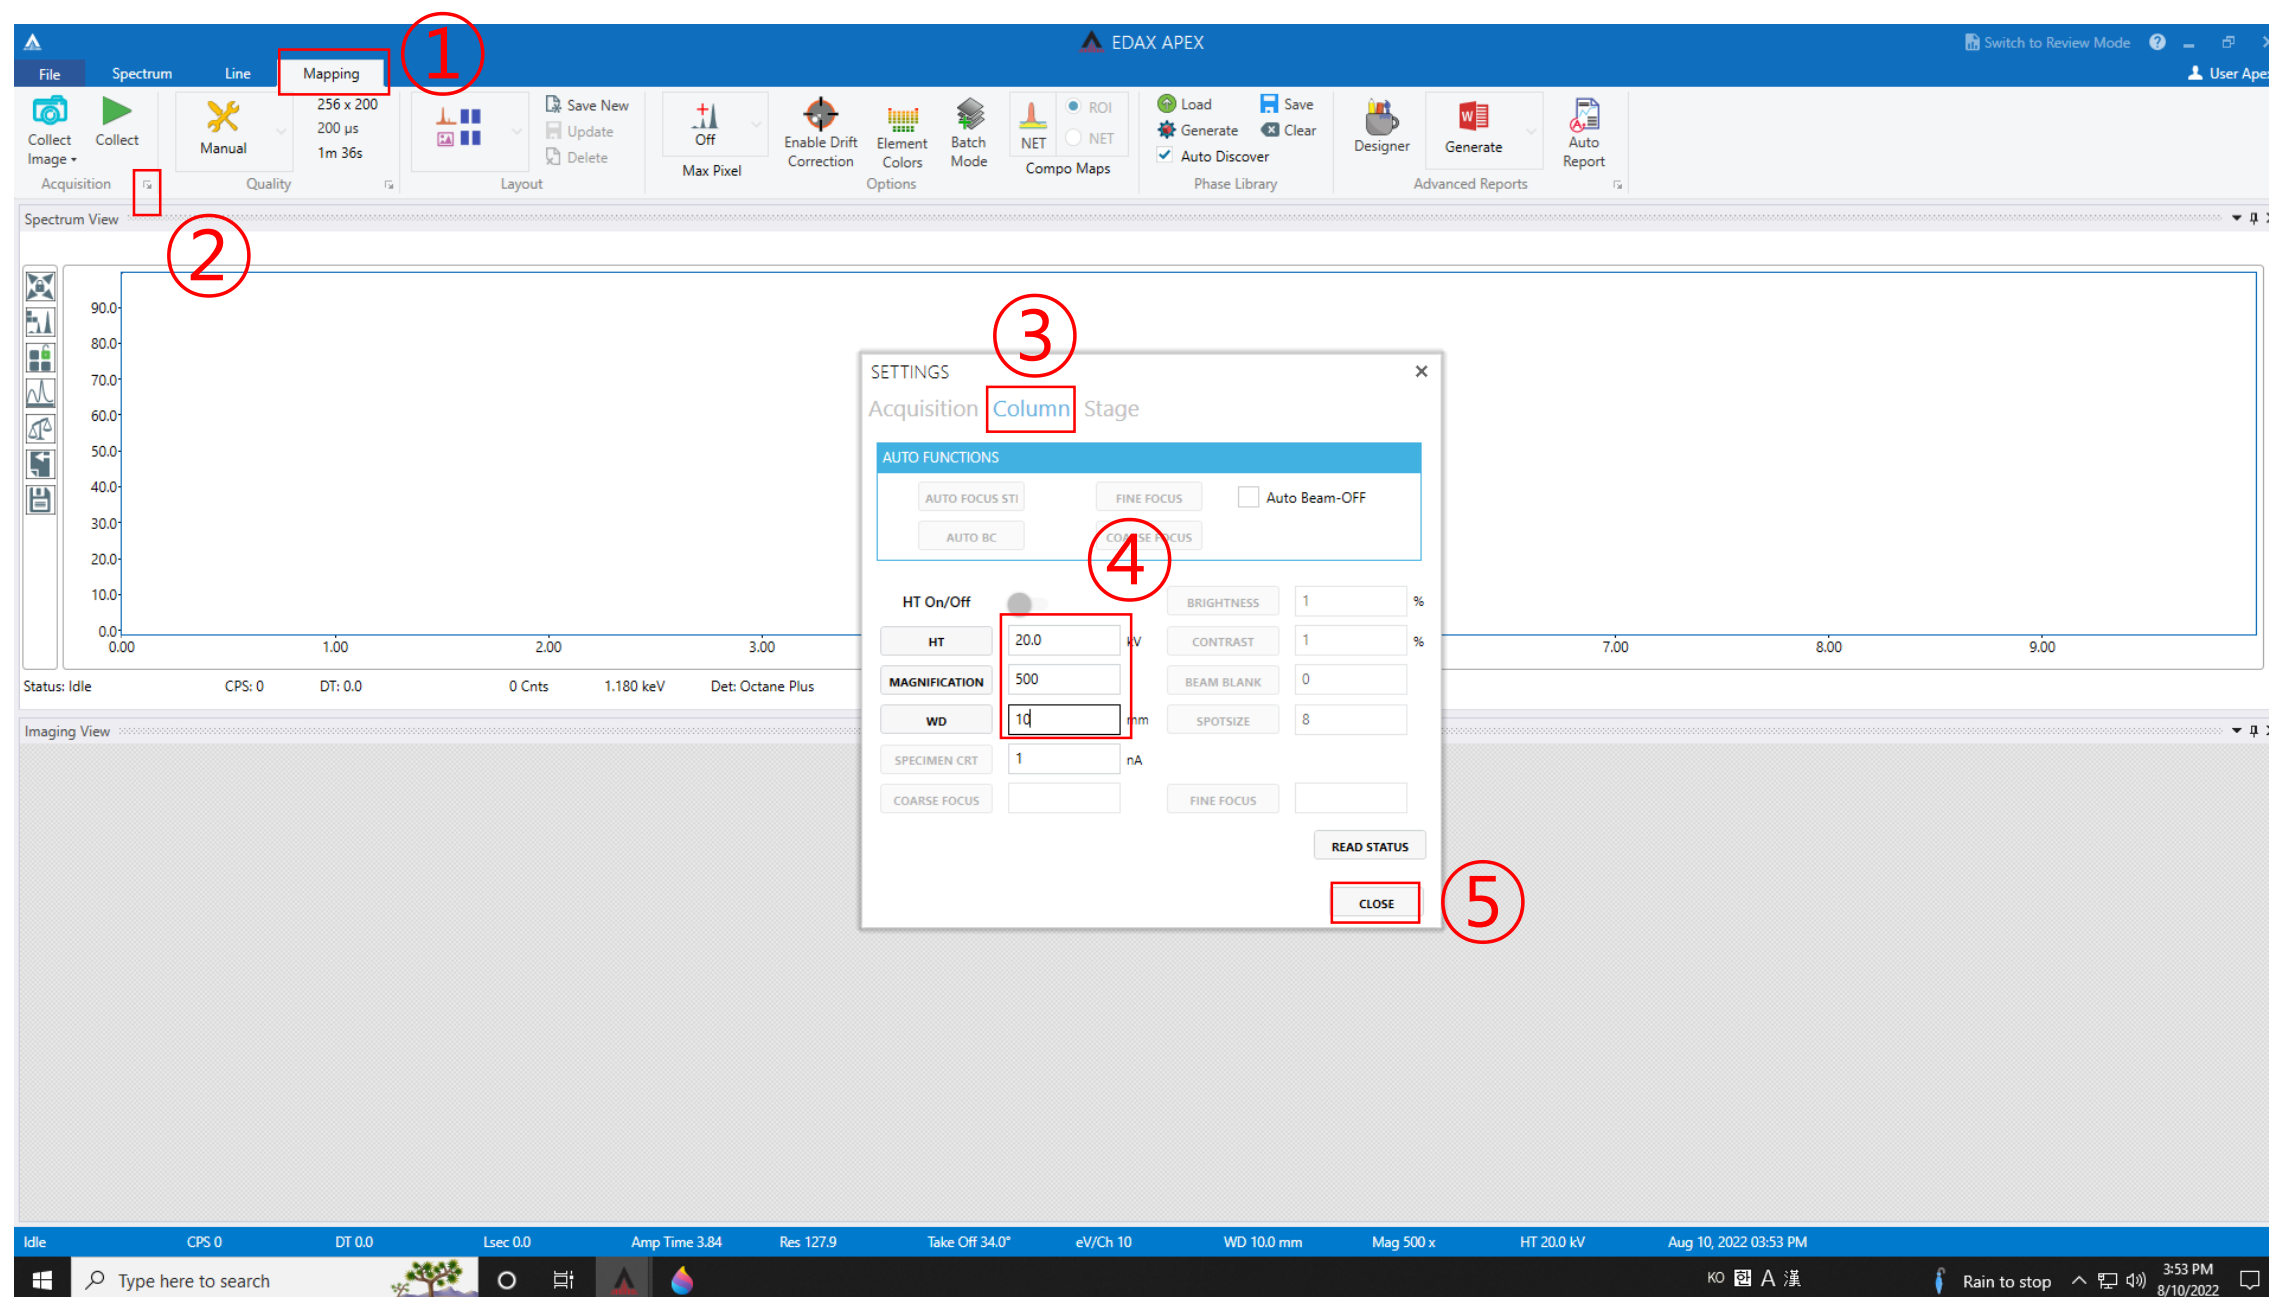 ①
EDAX APEX
Switch to Review Mode
File Spectrum Line Mapping
User Apex
Collect Image
Collect
Manual
256 x 200
200 µs
1m 36s
Save New
Update
Delete
Off
Max Pixel
Enable Drift Correction
Element Colors
Batch Mode
NET
ROI
NET
Compo Maps
Load
Save
Generate
Clear
Auto Discover
Designer
Generate
Auto Report
Acquisition Quality Layout Options Phase Library Advanced Reports
②
Spectrum View
90.0
80.0
70.0
60.0
50.0
40.0
30.0
20.0
10.0
0.0
0.00 1.00 2.00 3.00 7.00 8.00 9.00
Status: Idle CPS: 0 DT: 0.0 0 Cnts 1.180 keV Det: Octane Plus
③
SETTINGS
Acquisition Column Stage
AUTO FUNCTIONS
AUTO FOCUS STI FINE FOCUS Auto Beam-OFF
AUTO BC COARSE FOCUS
④
HT On/Off BRIGHTNESS 1 %
HT 20.0 kV CONTRAST 1 %
MAGNIFICATION 500 BEAM BLANK 0
WD 10 mm SPOTSIZE 8
SPECIMEN CRT 1 nA
COARSE FOCUS FINE FOCUS
READ STATUS
CLOSE
⑤
Imaging View
Idle CPS 0 DT 0.0 Lsec 0.0 Amp Time 3.84 Res 127.9 Take Off 34.0° eV/Ch 10 WD 10.0 mm Mag 500 x HT 20.0 kV Aug 10, 2022 03:53 PM
Type here to search
KO 한 A 漢
Rain to stop
3:53 PM
8/10/2022